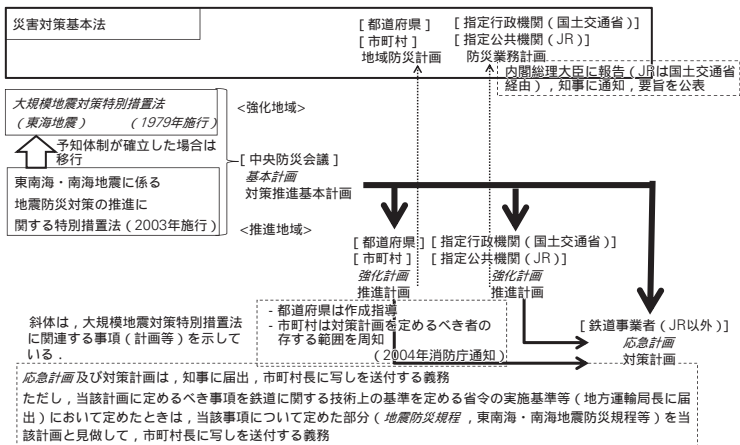 災害対策基本法
[ 都道府県 ]
[ 市町村 ]
地域防災計画
[ 指定行政機関 ( 国土交通省 ) ]
[ 指定公共機関 ( JR ) ]
防災業務計画
内閣総理大臣に報告 ( JRは国土交通省
経由 ) , 知事に通知 , 要旨を公表
大規模地震対策特別措置法
( 東海地震 ) ( 1979年施行 )
<強化地域>
予知体制が確立した場合は
移行
[ 中央防災会議 ]
基本計画
対策推進基本計画
東南海・南海地震に係る
地震防災対策の推進に
関する特別措置法 ( 2003年施行 )
<推進地域>
[ 都道府県 ]
[ 市町村 ]
強化計画
推進計画
[ 指定行政機関 ( 国土交通省 ) ]
[ 指定公共機関 ( JR ) ]
強化計画
推進計画
斜体は , 大規模地震対策特別措置法
に関連する事項 ( 計画等 ) を示して
いる .
- 都道府県は作成指導
- 市町村は対策計画を定めるべき者の
存する範囲を周知
( 2004年消防庁通知 )
[ 鉄道事業者 ( JR以外 ) ]
応急計画
対策計画
応急計画 及び対策計画は , 知事に届出 , 市町村長に写しを送付する義務
ただし , 当該計画に定めるべき事項を鉄道に関する技術上の基準を定める省令の実施基準等 ( 地方運輸局長に届
出 ) において定めたときは , 当該事項について定めた部分 ( 地震防災規程 , 東南海・南海地震防災規程等 ) を当
該計画と見做して , 市町村長に写しを送付する義務